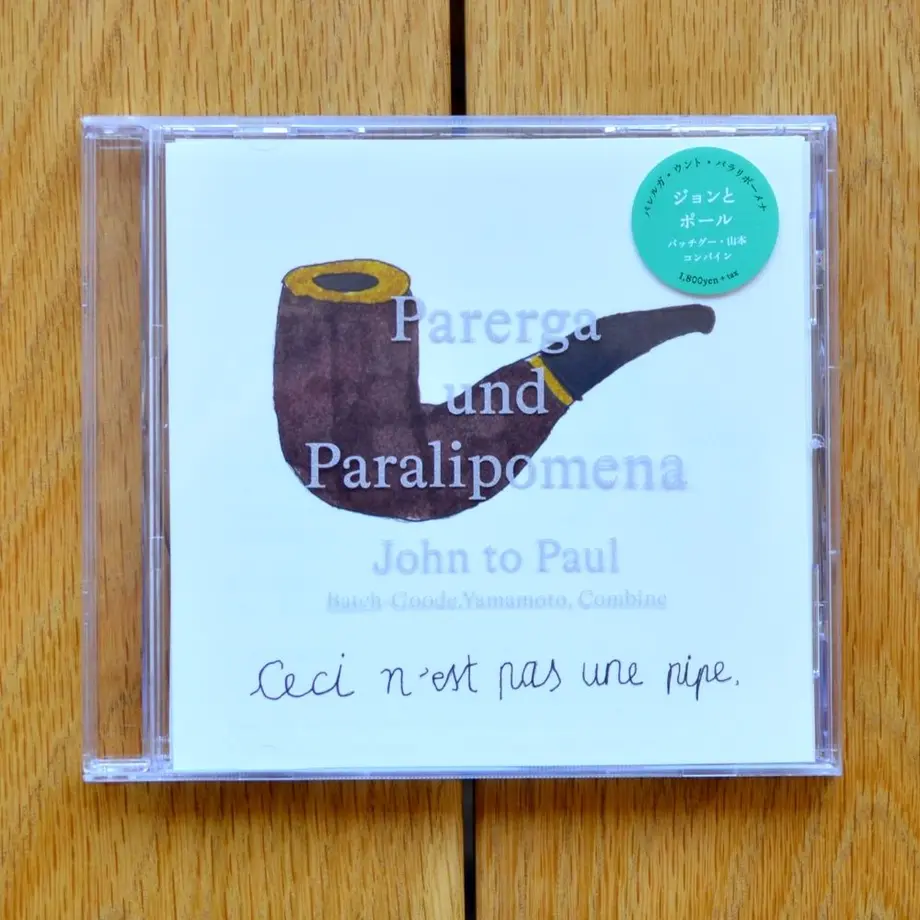 パレルガ・ウント・パラリポーメナ
ジョンと
ポール
バッチグー・山本
コンバイン
1,800yen+tax
Parerga
und
Paralipomena
John to Paul
Batch-Goode,Yamamoto, Combine
Ceci n'est pas une pipe.